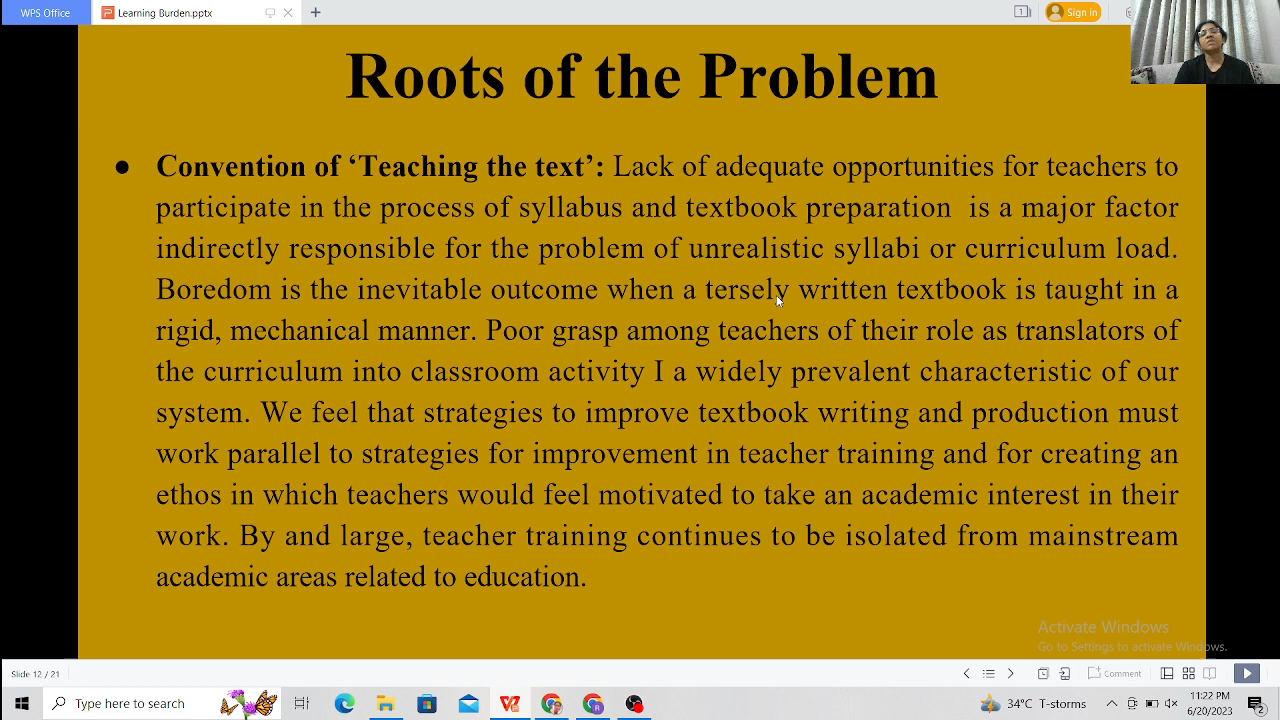 WPS Office
Learning Burden.pptx
Sign in
Roots of the Problem
● Convention of ‘Teaching the text’: Lack of adequate opportunities for teachers to
participate in the process of syllabus and textbook preparation is a major factor
indirectly responsible for the problem of unrealistic syllabi or curriculum load.
Boredom is the inevitable outcome when a tersely written textbook is taught in a
rigid, mechanical manner. Poor grasp among teachers of their role as translators of
the curriculum into classroom activity I a widely prevalent characteristic of our
system. We feel that strategies to improve textbook writing and production must
work parallel to strategies for improvement in teacher training and for creating an
ethos in which teachers would feel motivated to take an academic interest in their
work. By and large, teacher training continues to be isolated from mainstream
academic areas related to education.
Activate Windows
Go to Settings to activate Windows.
Slide 12 / 21
Comment
Type here to search
34°C T-storms
11:22 PM
6/20/2023
2